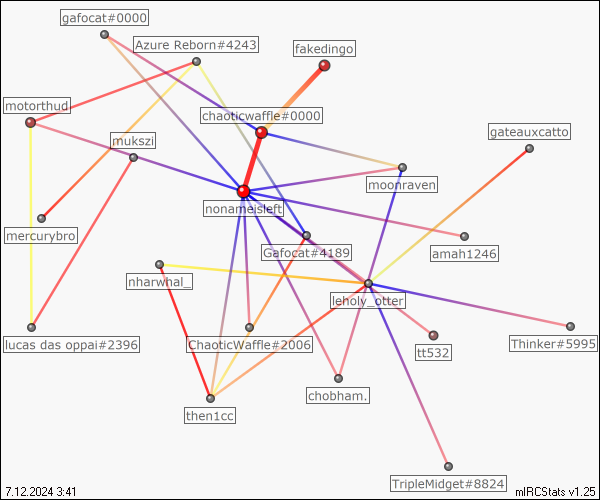 gafocat#0000
Azure Reborn#4243
fakedingo
motorthud
chaoticwaffle#0000
mukszi
gateauxcatto
moonraven
nonameisleft
mercurybro
Gafocat#4189
amah1246
nharwhal_
leholy_otter
lucas das oppai#2396
ChaoticWaffle#2006
tt532
Thinker#5995
chobham.
then1cc
TripleMidget#8824
7.12.2024 3:41
mIRCStats v1.25